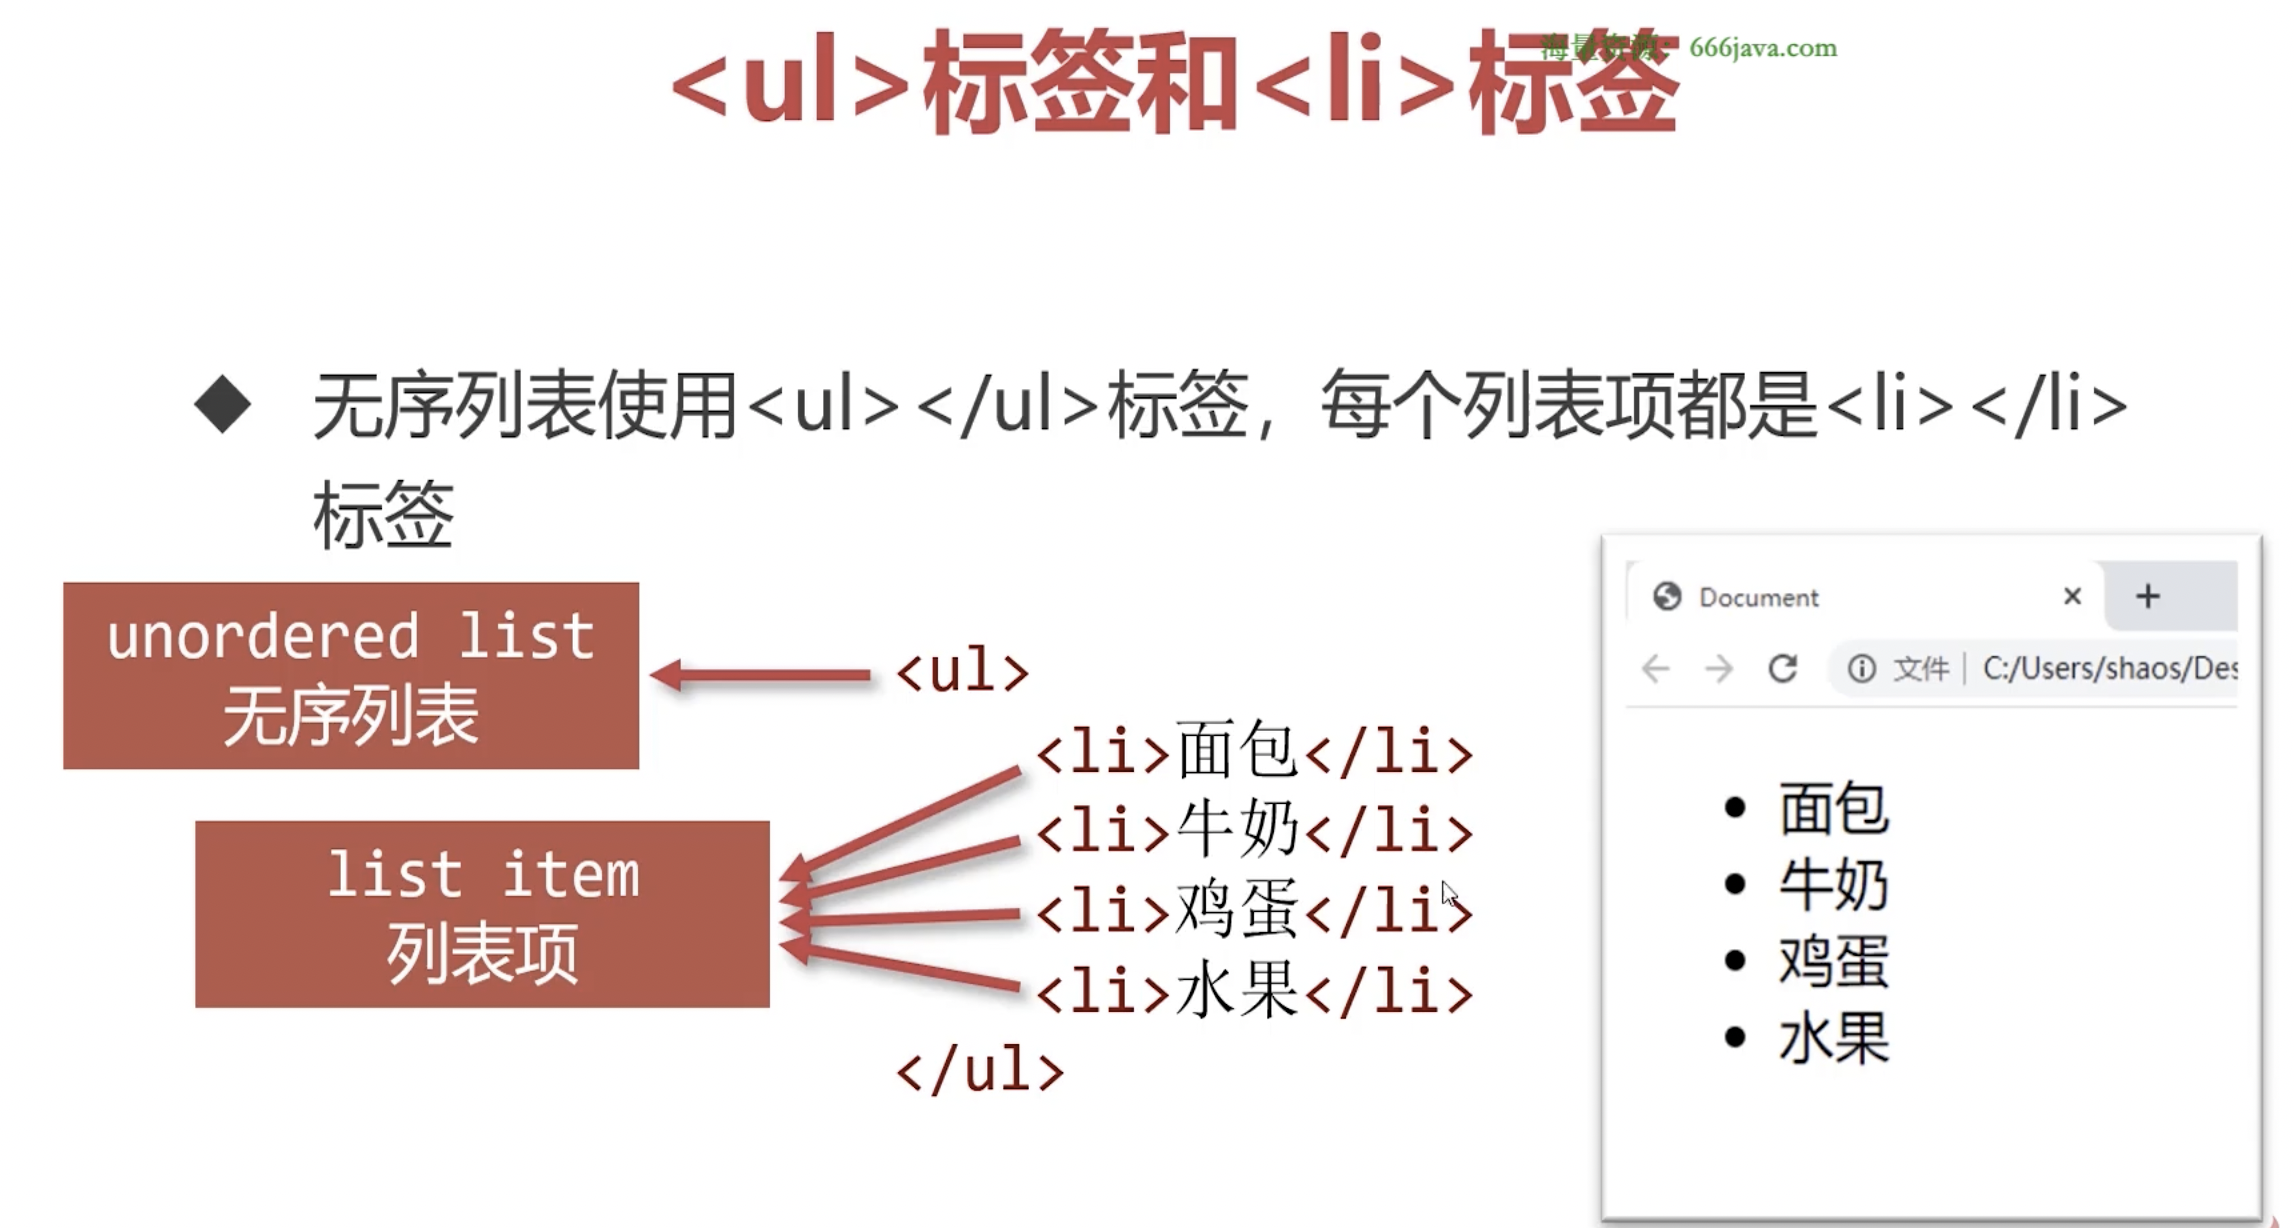 <ul>标签和<li>标签
海量资源：666java.com
◆ 无序列表使用<ul></ul>标签，每个列表项都是<li></li>
标签
unordered list
无序列表
list item
列表项
<ul>
<li>面包</li>
<li>牛奶</li>
<li>鸡蛋</li>
<li>水果</li>
</ul>
Document
文件 | C:/Users/shaos/Des
• 面包
• 牛奶
• 鸡蛋
• 水果